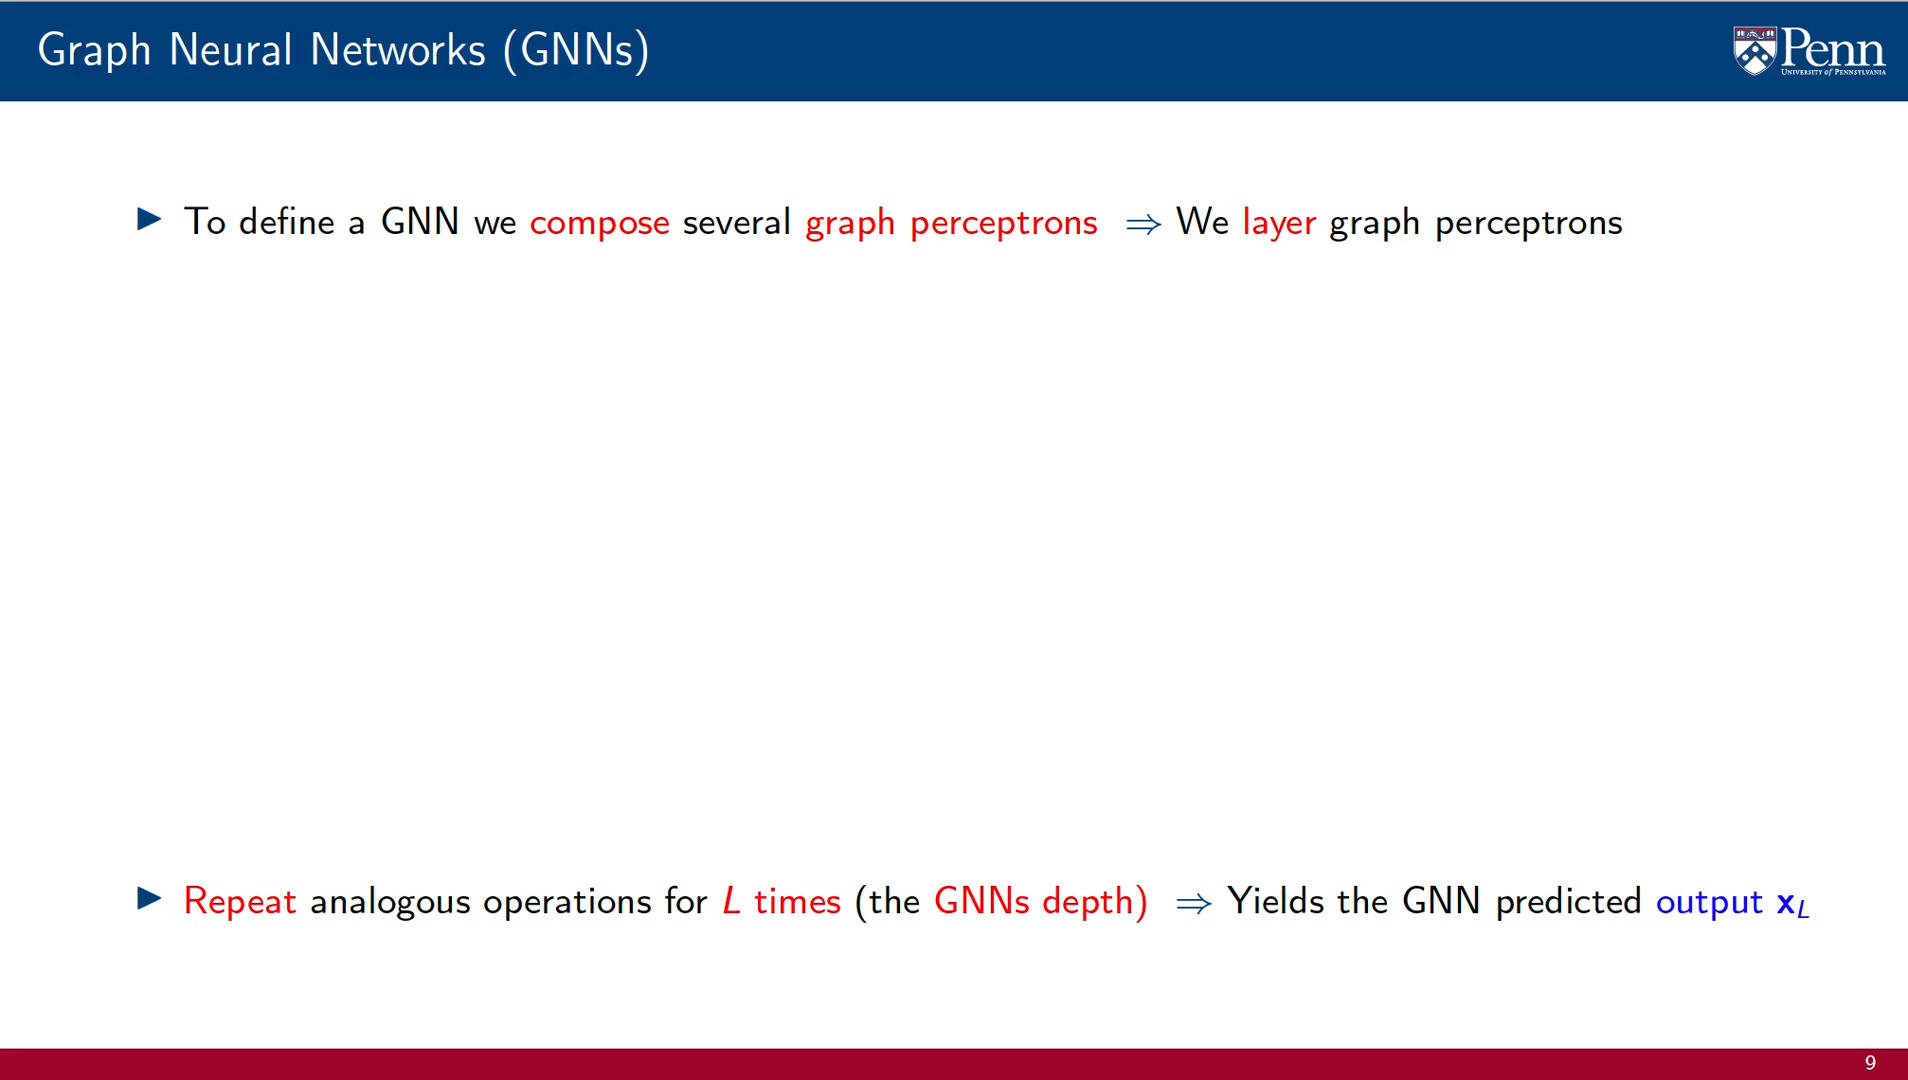 Graph Neural Networks (GNNs)
Penn
UNIVERSITY of PENNSYLVANIA
▶ To define a GNN we compose several graph perceptrons ⇒ We layer graph perceptrons
▶ Repeat analogous operations for L times (the GNNs depth) ⇒ Yields the GNN predicted output x_L
9